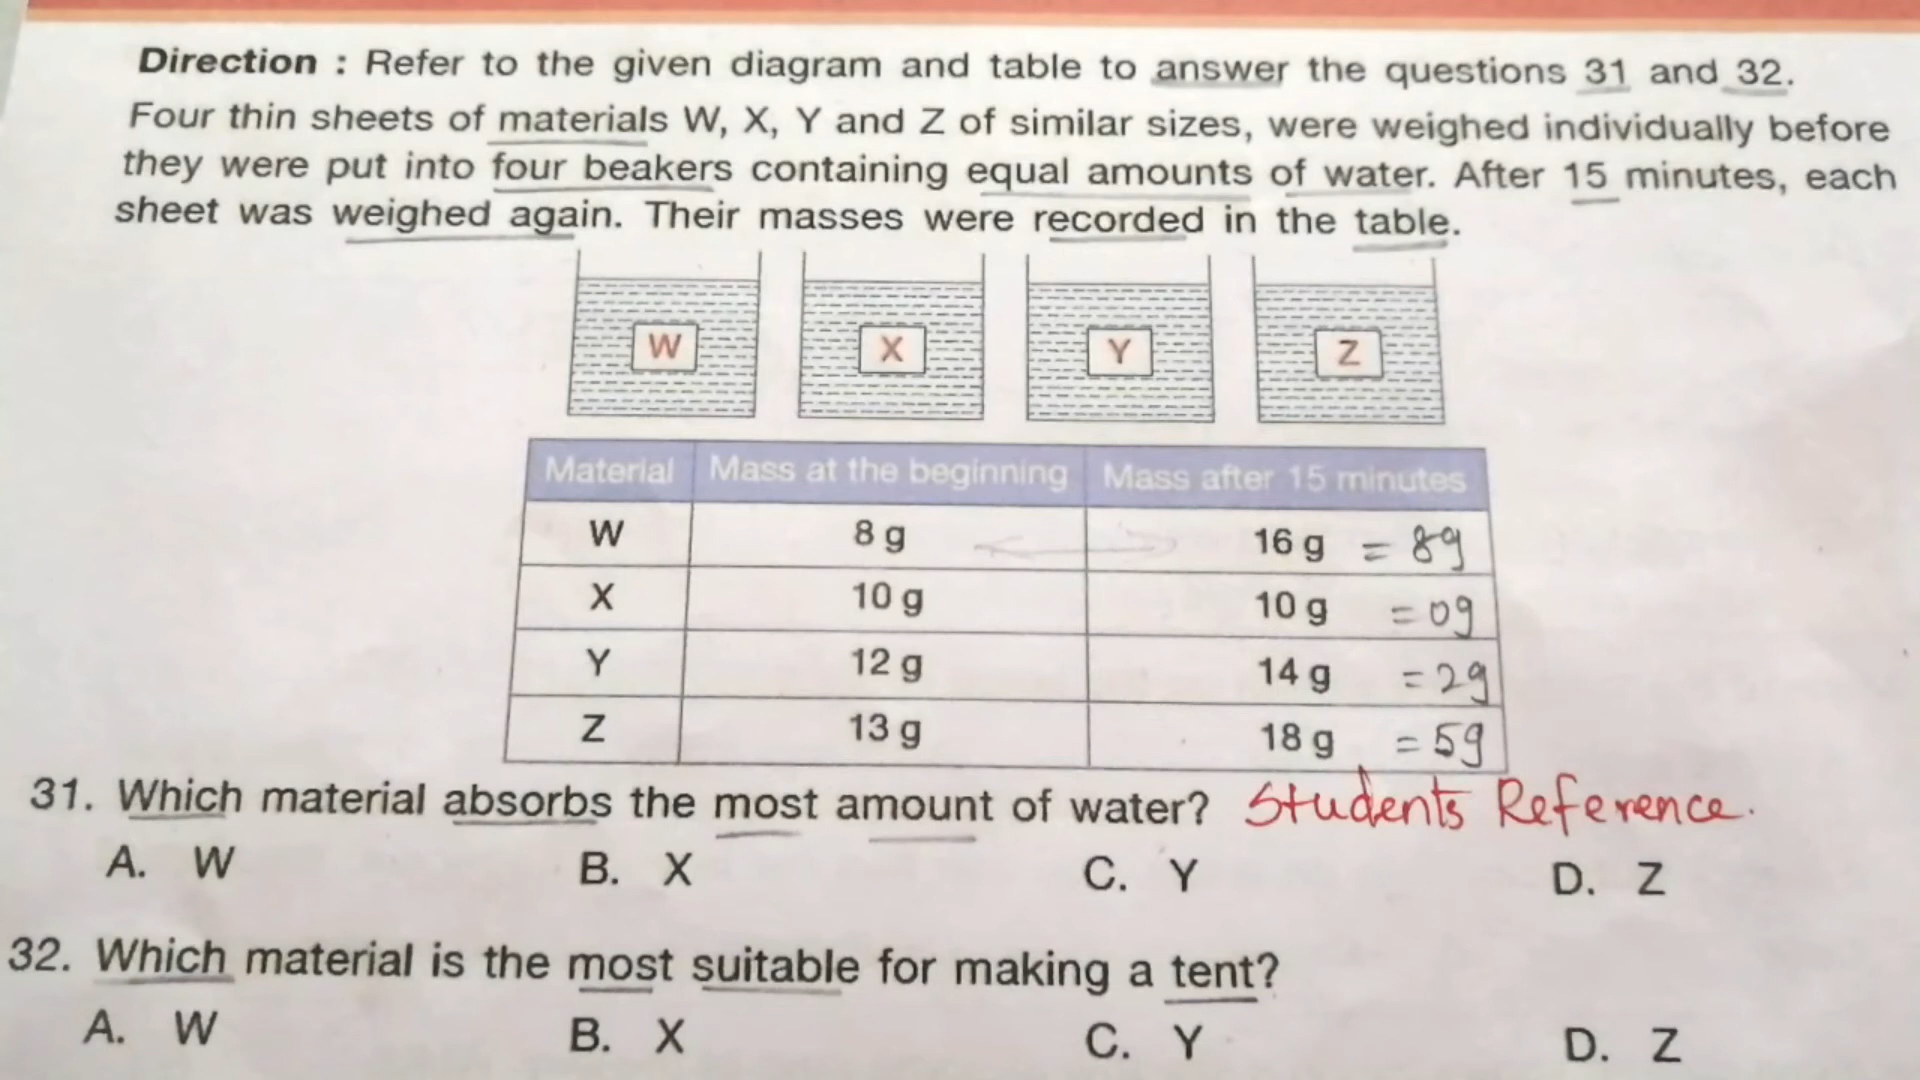 Direction : Refer to the given diagram and table to answer the questions 31 and 32.
Four thin sheets of materials W, X, Y and Z of similar sizes, were weighed individually before
they were put into four beakers containing equal amounts of water. After 15 minutes, each
sheet was weighed again. Their masses were recorded in the table.
W X Y Z
Material Mass at the beginning Mass after 15 minutes
W 8 g 16 g = 8g
X 10 g 10 g = 0g
Y 12 g 14 g = 2g
Z 13 g 18 g = 5g
31. Which material absorbs the most amount of water? Students Reference.
A. W B. X C. Y D. Z
32. Which material is the most suitable for making a tent?
A. W B. X C. Y D. Z